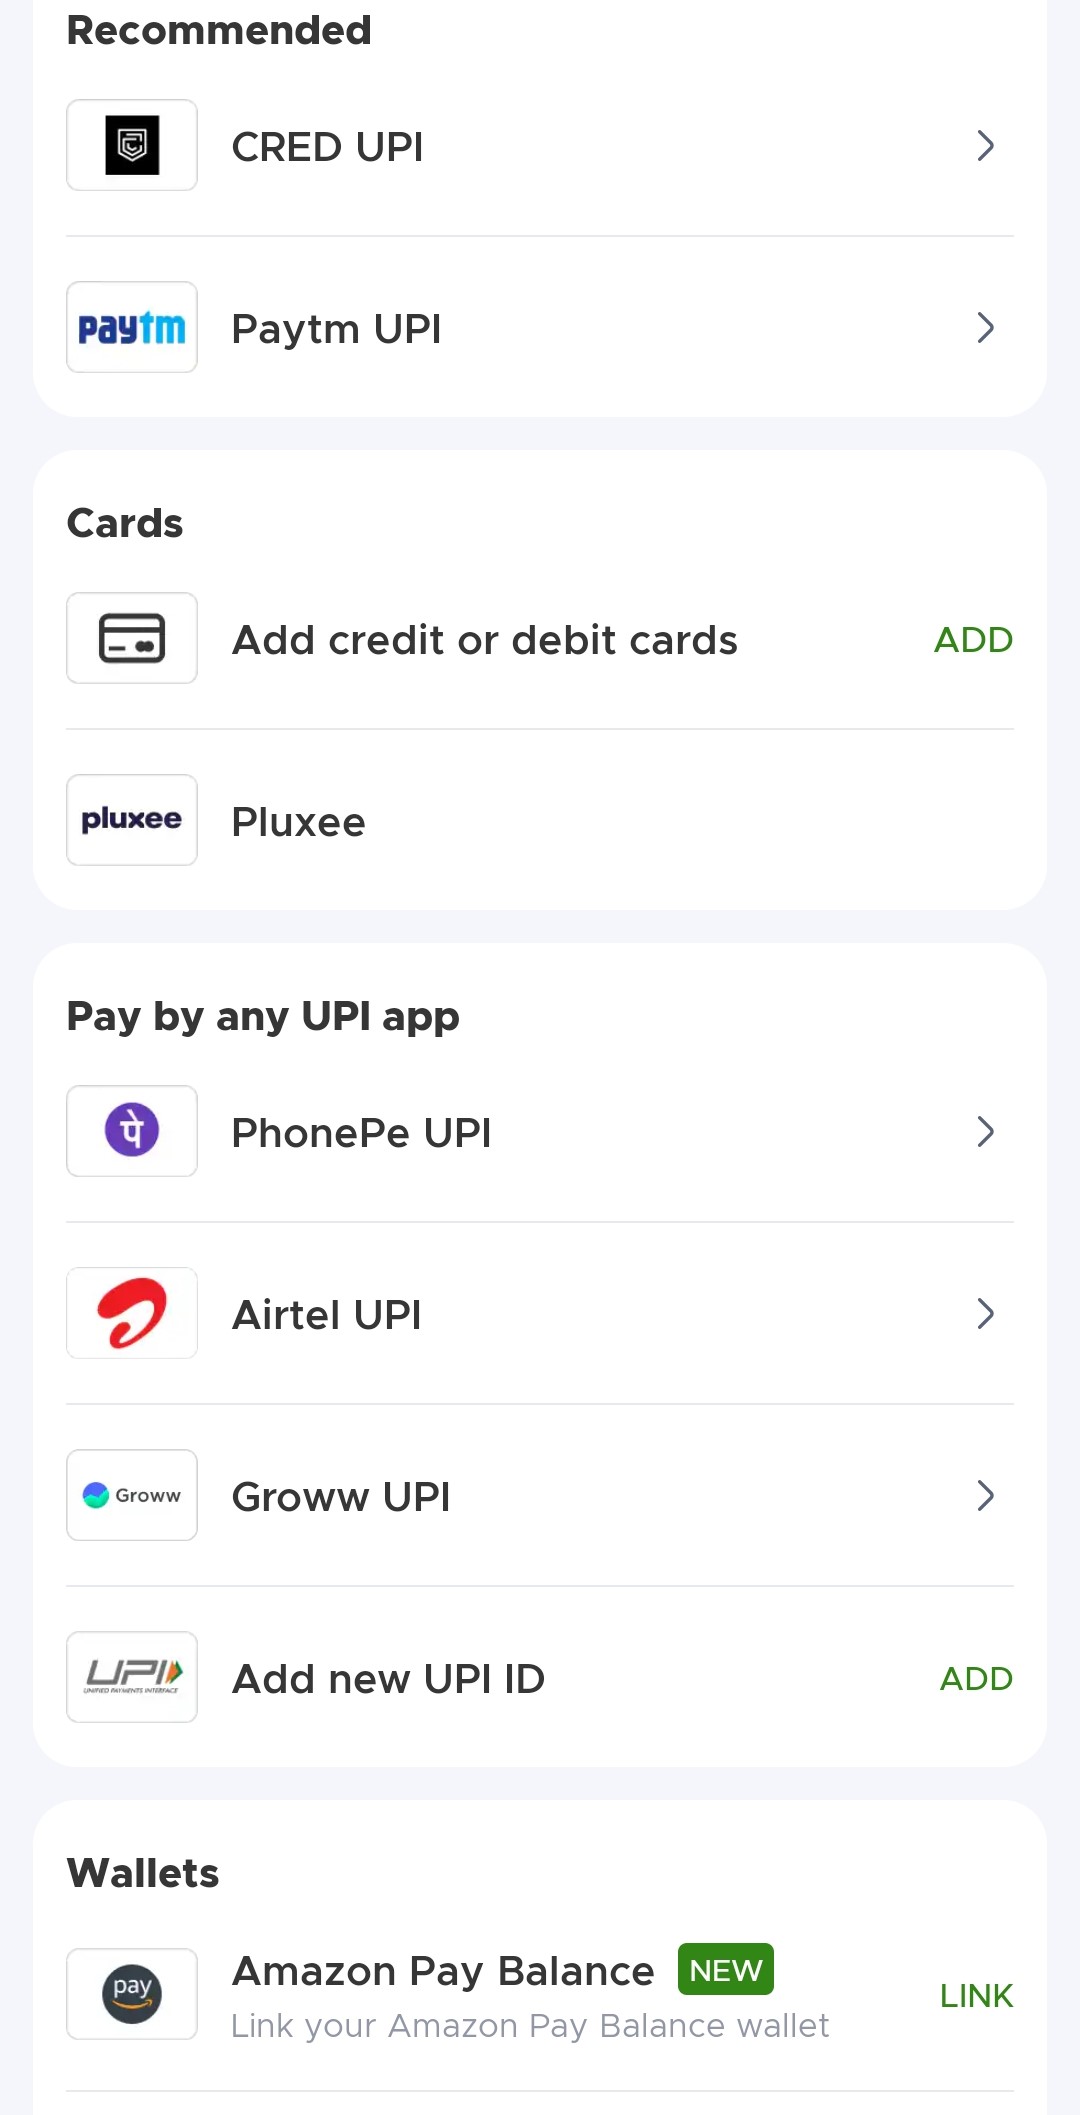 Recommended
CRED UPI
paytm
Paytm UPI
Cards
Add credit or debit cards
ADD
pluxee
Pluxee
Pay by any UPI app
पे
PhonePe UPI
Airtel UPI
Groww
Groww UPI
UPI
UNIFIED PAYMENTS INTERFACE
Add new UPI ID
ADD
Wallets
pay
Amazon Pay Balance NEW
Link your Amazon Pay Balance wallet
LINK